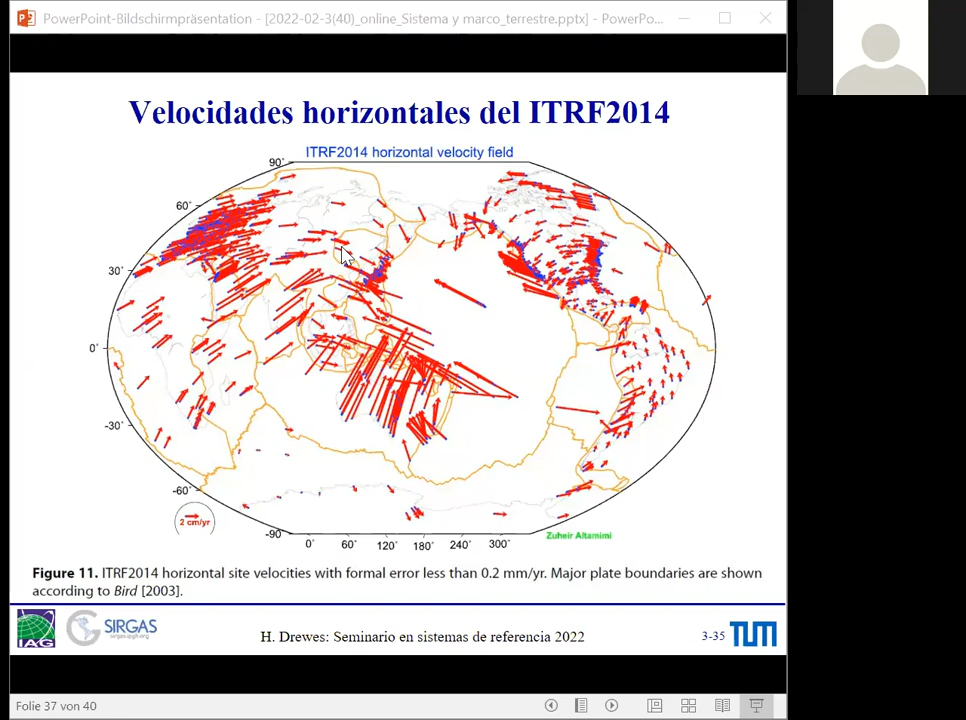 PowerPoint-Bildschirmpräsentation - [2022-02-3(40)_online_Sistema y marco_terrestre.pptx] - PowerPo...
Velocidades horizontales del ITRF2014
ITRF2014 horizontal velocity field
90˚
60˚
30˚
0˚
-30˚
-60˚
-90˚
0˚ 60˚ 120˚ 180˚ 240˚ 300˚
2 cm/yr
Zuheir Altamimi
Figure 11. ITRF2014 horizontal site velocities with formal error less than 0.2 mm/yr. Major plate boundaries are shown
according to Bird [2003].
IAG
SIRGAS
sirgas.ipgh.org
H. Drewes: Seminario en sistemas de referencia 2022
3-35
TUM
Folie 37 von 40